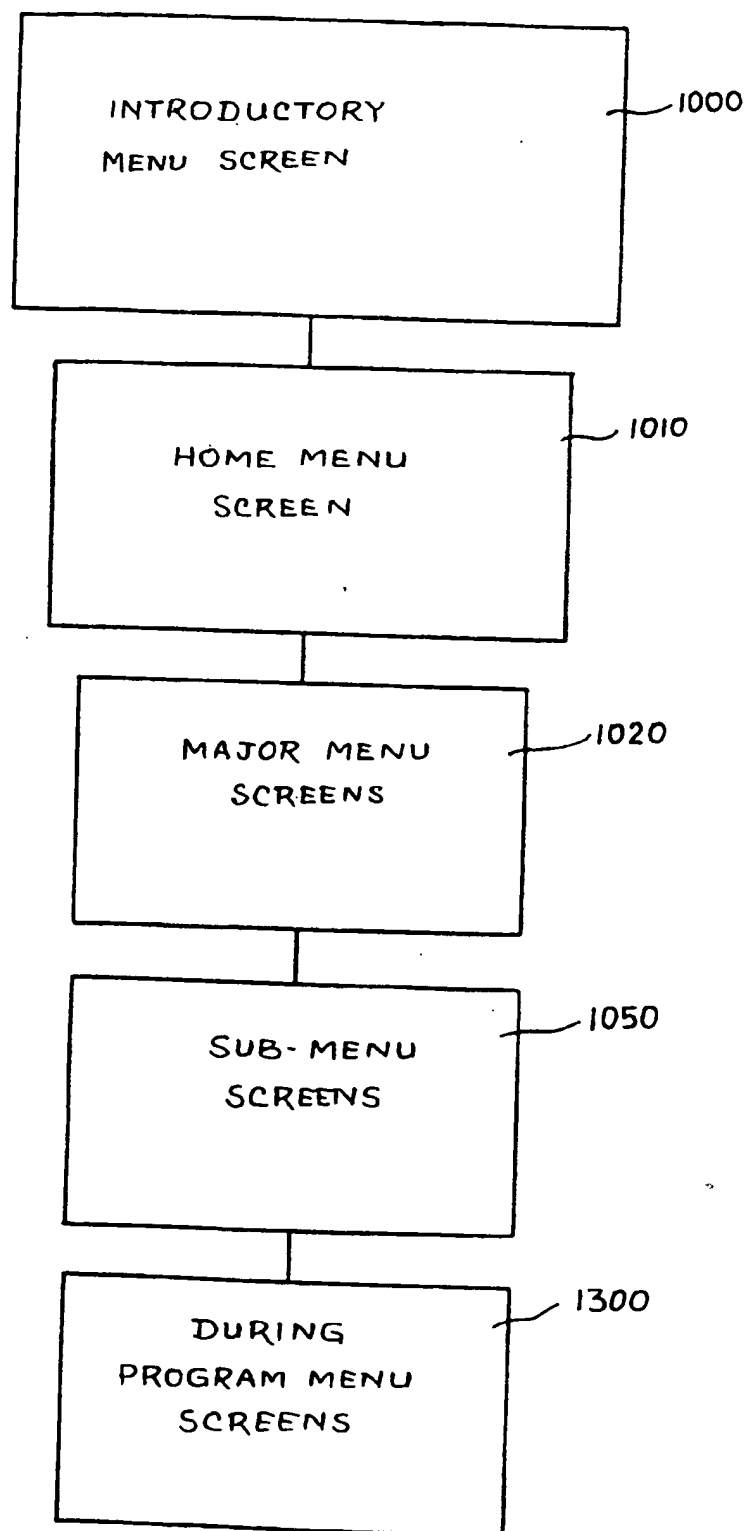 INTRODUCTORY
MENU SCREEN
1000
HOME MENU
SCREEN
1010
MAJOR MENU
SCREENS
1020
SUB-MENU
SCREENS
1050
DURING
PROGRAM MENU
SCREENS
1300